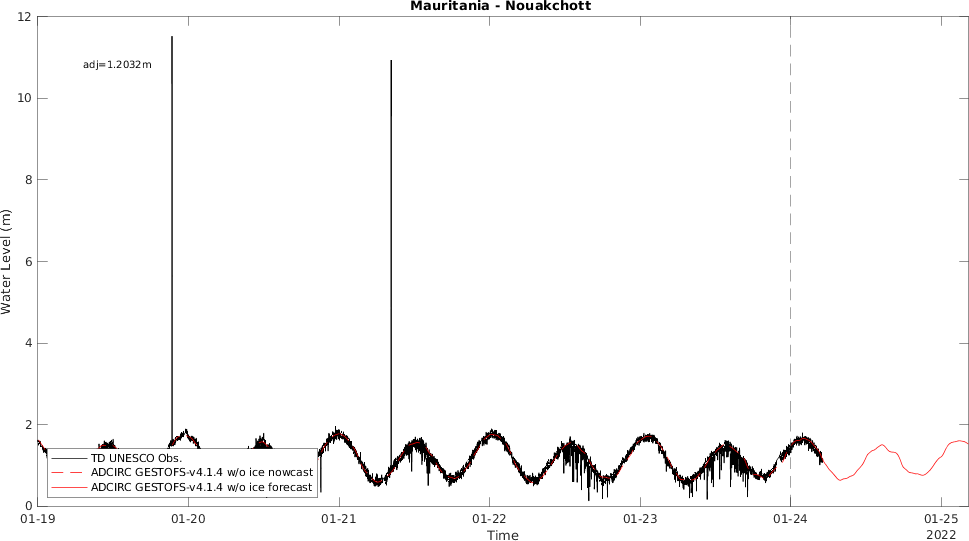 Mauritania - Nouakchott
12
10
8
6
4
2
0
Water Level (m)
adj=1.2032m
TD UNESCO Obs.
ADCIRC GESTOFS-v4.1.4 w/o ice nowcast
ADCIRC GESTOFS-v4.1.4 w/o ice forecast
01-19 01-20 01-21 01-22 01-23 01-24 01-25
2022
Time